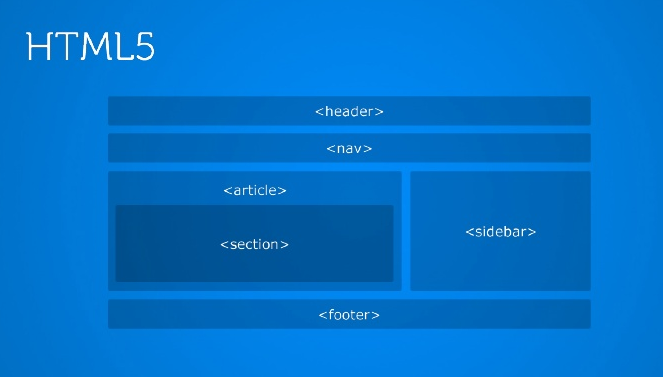 HTML5
<header>
<nav>
<article>
<section>
<sidebar>
<footer>